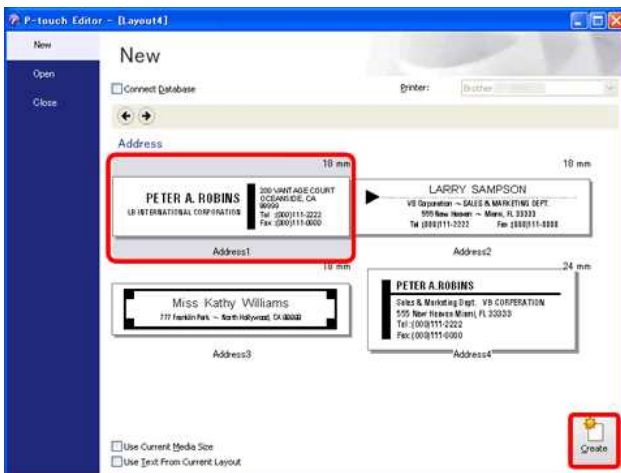 P-touch Editor - [Layout4]
New
Open
Close
New
Connect Database
Printer:
Brother
Address
18 mm
PETER A. ROBINS
LB INTERNATIONAL CORPORATION
200 VANTAGE COURT
OCEANSIDE, CA
99999
Tel :(000)111-2222
Fax :(000)111-0000
Address1
18 mm
LARRY SAMPSON
VB Corporation ~ SALES & MARKETING DEPT.
555 New Heaven ~ Miami, FL 33333
Tel :(000)111-2222 Fax :(000)111-0000
Address2
18 mm
Miss Kathy Williams
777 Franklin Park. ~ North Hollywood, CA 00000
Address3
24 mm
PETER A.ROBINS
Sales & Marketing Dept. VB CORPERATION
555 New Heaven Miami, FL 33333
Tel :(000)111-2222
Fax:(000)111-0000
Address4
Use Current Media Size
Use Text From Current Layout
Create